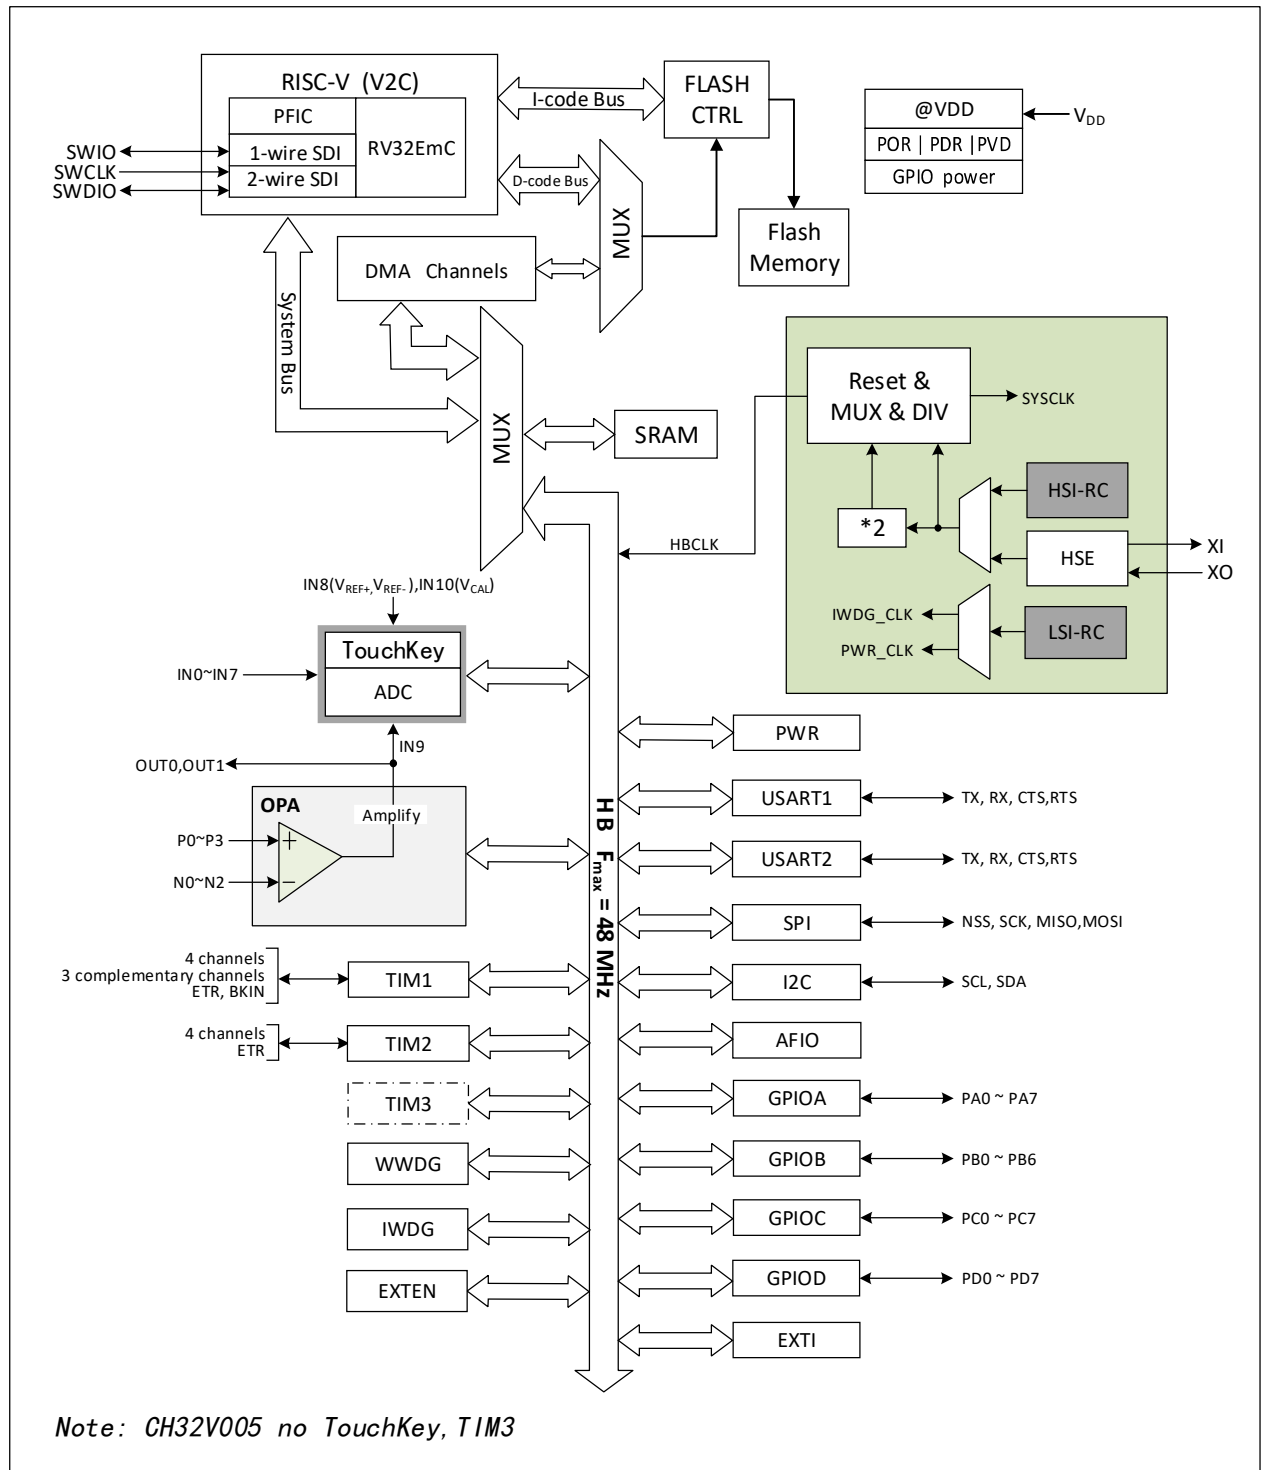 RISC-V (V2C)
PFIC
1-wire SDI
2-wire SDI
RV32EmC
SWIO
SWCLK
SWDIO
I-code Bus
D-code Bus
FLASH
CTRL
MUX
Flash
Memory
@VDD
POR | PDR |PVD
GPIO power
VDD
DMA Channels
System Bus
MUX
SRAM
Reset &
MUX & DIV
SYSCLK
*2
HSI-RC
HSE
XI
XO
HBCLK
IWDG_CLK
PWR_CLK
LSI-RC
IN8(VREF+,VREF-),IN10(VCAL)
TouchKey
ADC
IN0~IN7
IN9
OUT0,OUT1
OPA
Amplify
P0~P3
+
N0~N2
−
HB Fmax = 48 MHz
4 channels
3 complementary channels
ETR, BKIN
TIM1
4 channels
ETR
TIM2
TIM3
WWDG
IWDG
EXTEN
PWR
USART1
TX, RX, CTS,RTS
USART2
TX, RX, CTS,RTS
SPI
NSS, SCK, MISO,MOSI
I2C
SCL, SDA
AFIO
GPIOA
PA0 ~ PA7
GPIOB
PB0 ~ PB6
GPIOC
PC0 ~ PC7
GPIOD
PD0 ~ PD7
EXTI
Note: CH32V005 no TouchKey, TIM3